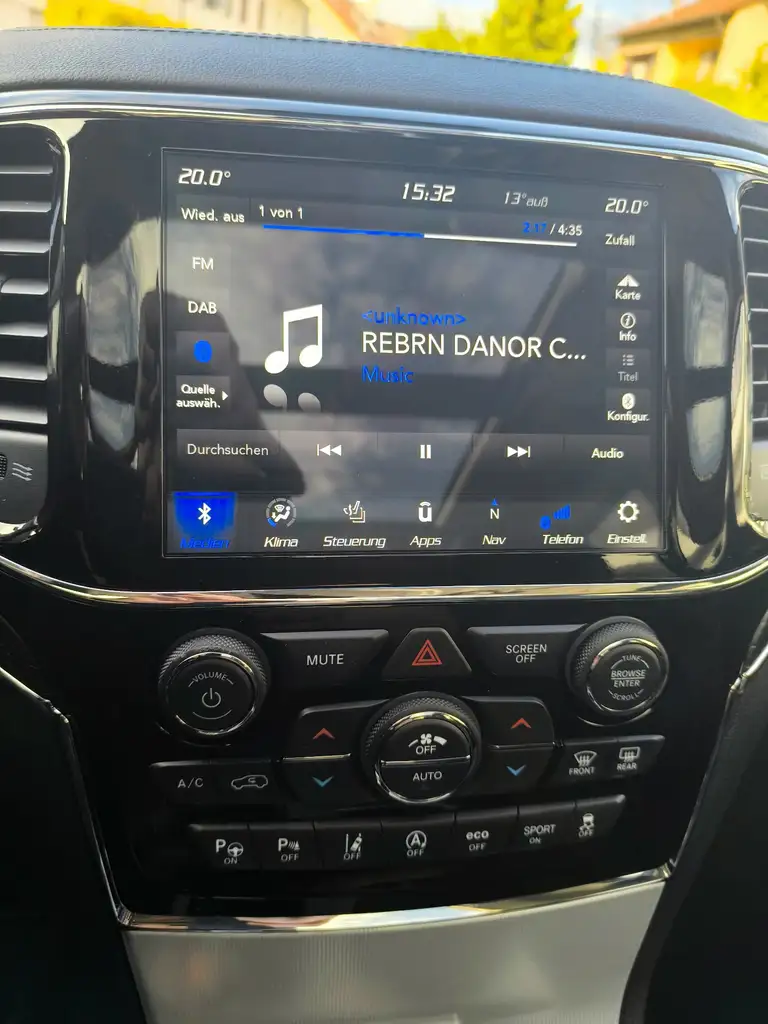 20.0°
15:32
13°auß
20.0°
Wied. aus
1 von 1
2:17 / 4:35
Zufall
FM
DAB
Quelle
auswäh.
<unknown>
REBRN DANOR C...
Music
Karte
Info
Titel
Konfigur.
Durchsuchen
Audio
Medien
Klima
Steuerung
Apps
N
Nav
Telefon
Einstell.
VOLUME
MUTE
SCREEN
OFF
TUNE
BROWSE
ENTER
SCROLL
OFF
AUTO
A/C
FRONT
REAR
P
ON
P
OFF
OFF
A
OFF
eco
OFF
SPORT
ON
OFF